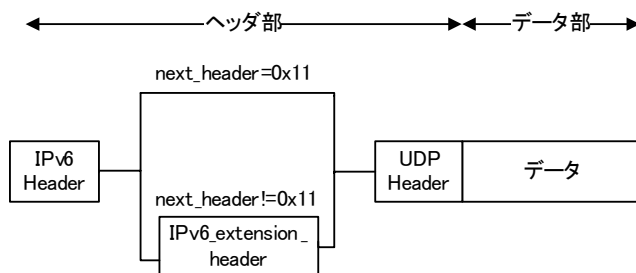 ヘッダ部
データ部
next_header=0x11
IPv6
Header
UDP
Header
データ
next_header!=0x11
IPv6_extension_
header